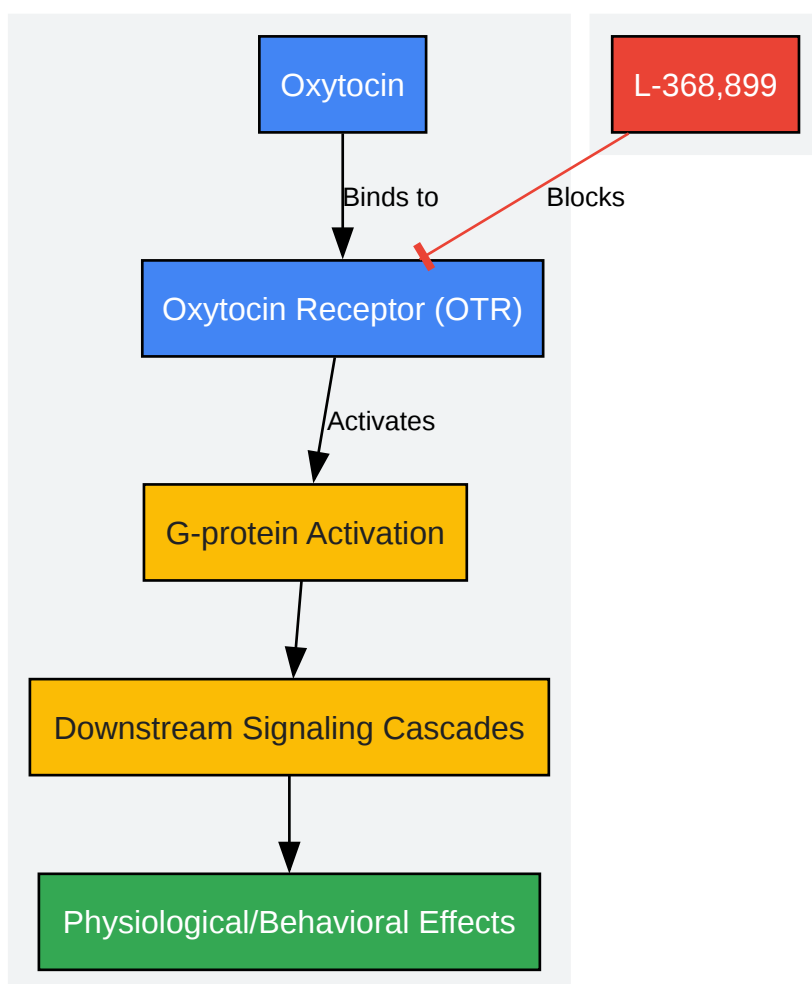 Oxytocin
L-368,899
Binds to
Blocks
Oxytocin Receptor (OTR)
Activates
G-protein Activation
Downstream Signaling Cascades
Physiological/Behavioral Effects